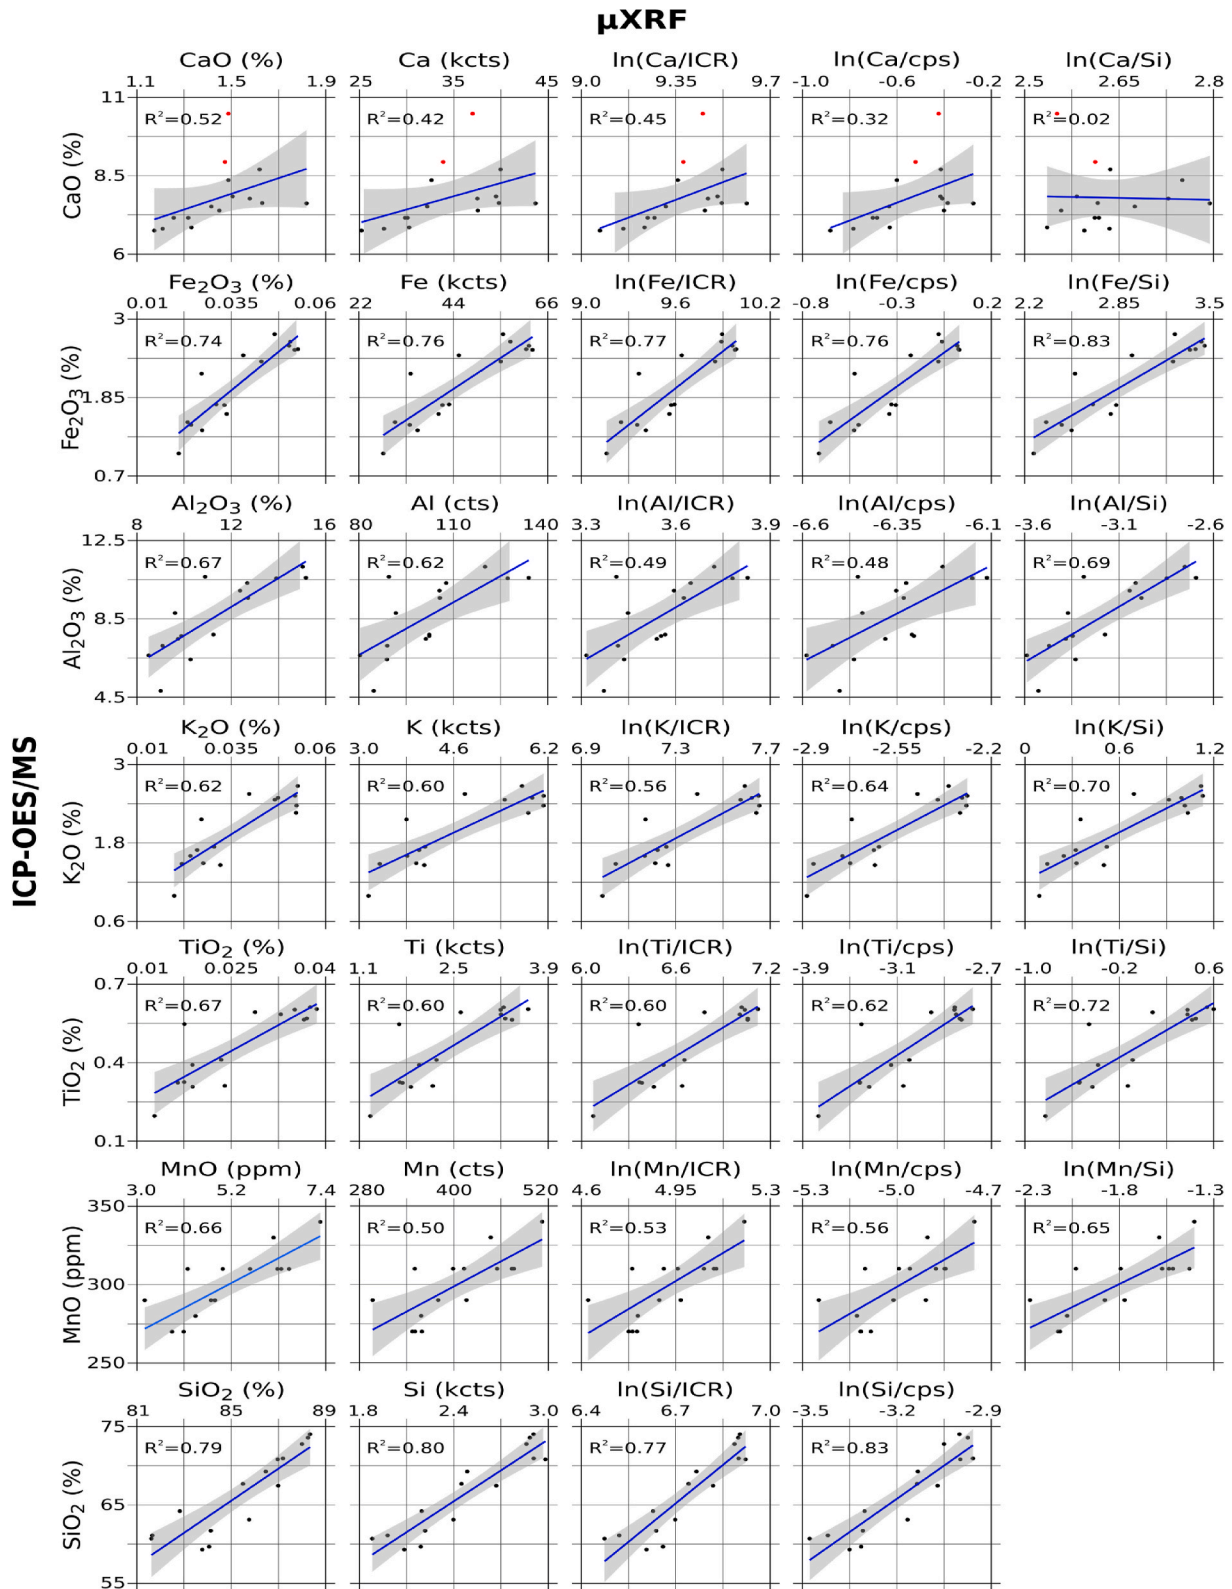 μXRF
CaO (%) Ca (kcts) ln(Ca/ICR) ln(Ca/cps) ln(Ca/Si)
1.1 1.5 1.9 25 35 45 9.0 9.35 9.7 -1.0 -0.6 -0.2 2.5 2.65 2.8
11
R²=0.52 R²=0.42 R²=0.45 R²=0.32 R²=0.02
CaO (%)
8.5
6
Fe₂O₃ (%) Fe (kcts) ln(Fe/ICR) ln(Fe/cps) ln(Fe/Si)
0.01 0.035 0.06 22 44 66 9.0 9.6 10.2 -0.8 -0.3 0.2 2.2 2.85 3.5
3
R²=0.74 R²=0.76 R²=0.77 R²=0.76 R²=0.83
Fe₂O₃ (%)
1.85
0.7
Al₂O₃ (%) Al (cts) ln(Al/ICR) ln(Al/cps) ln(Al/Si)
8 12 16 80 110 140 3.3 3.6 3.9 -6.6 -6.35 -6.1 -3.6 -3.1 -2.6
12.5
R²=0.67 R²=0.62 R²=0.49 R²=0.48 R²=0.69
Al₂O₃ (%)
8.5
4.5
ICP-OES/MS
K₂O (%) K (kcts) ln(K/ICR) ln(K/cps) ln(K/Si)
0.01 0.035 0.06 3.0 4.6 6.2 6.9 7.3 7.7 -2.9 -2.55 -2.2 0 0.6 1.2
3
R²=0.62 R²=0.60 R²=0.56 R²=0.64 R²=0.70
K₂O (%)
1.8
0.6
TiO₂ (%) Ti (kcts) ln(Ti/ICR) ln(Ti/cps) ln(Ti/Si)
0.01 0.025 0.04 1.1 2.5 3.9 6.0 6.6 7.2 -3.9 -3.1 -2.7 -1.0 -0.2 0.6
0.7
R²=0.67 R²=0.60 R²=0.60 R²=0.62 R²=0.72
TiO₂ (%)
0.4
0.1
MnO (ppm) Mn (cts) ln(Mn/ICR) ln(Mn/cps) ln(Mn/Si)
3.0 5.2 7.4 280 400 520 4.6 4.95 5.3 -5.3 -5.0 -4.7 -2.3 -1.8 -1.3
350
R²=0.66 R²=0.50 R²=0.53 R²=0.56 R²=0.65
MnO (ppm)
300
250
SiO₂ (%) Si (kcts) ln(Si/ICR) ln(Si/cps)
81 85 89 1.8 2.4 3.0 6.4 6.7 7.0 -3.5 -3.2 -2.9
75
R²=0.79 R²=0.80 R²=0.77 R²=0.83
SiO₂ (%)
65
55